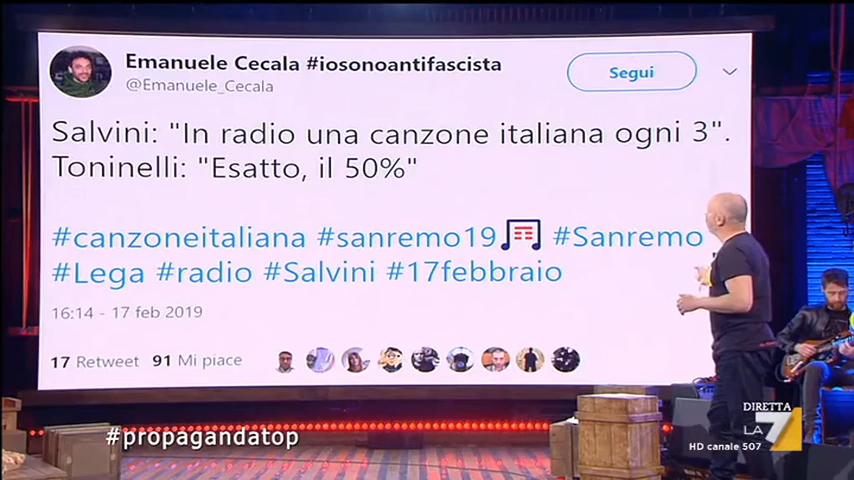 Emanuele Cecala #iosonoantifascista
@Emanuele_Cecala
Segui
Salvini: "In radio una canzone italiana ogni 3".
Toninelli: "Esatto, il 50%"
#canzoneitaliana #sanremo19 #Sanremo
#Lega #radio #Salvini #17febbraio
16:14 - 17 feb 2019
17 Retweet 91 Mi piace
#propagandatop
DIRETTA
LA 7
HD canale 507